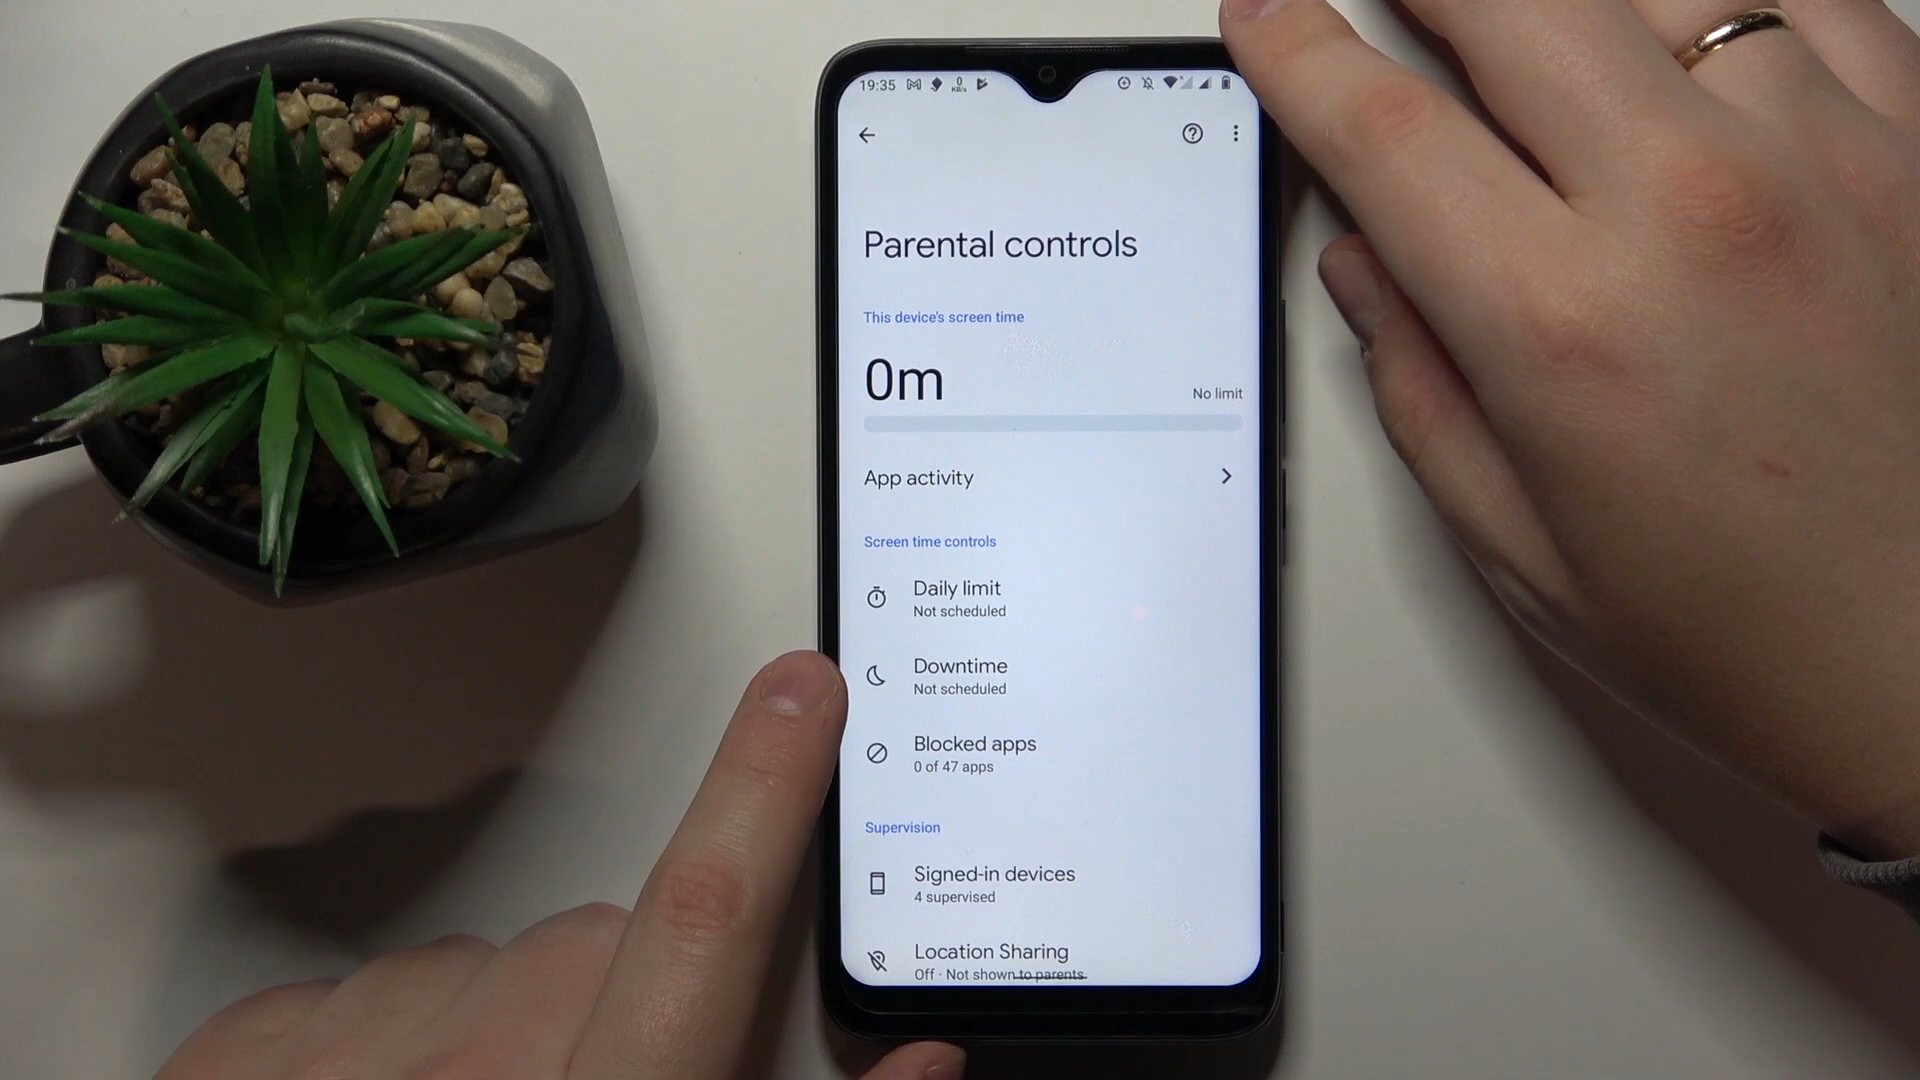 19:35 0 KB/s
Parental controls
This device's screen time
0m
No limit
App activity
Screen time controls
Daily limit
Not scheduled
Downtime
Not scheduled
Blocked apps
0 of 47 apps
Supervision
Signed-in devices
4 supervised
Location Sharing
Off · Not shown to parents